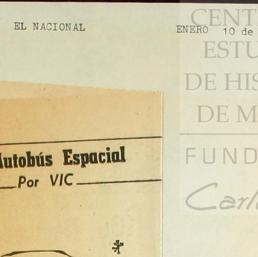 EL NACIONAL
ENERO 10 de
Autobús Espacial
Por VIC
CENT
ESTU
DE HIS
DE M
FUND
Carl